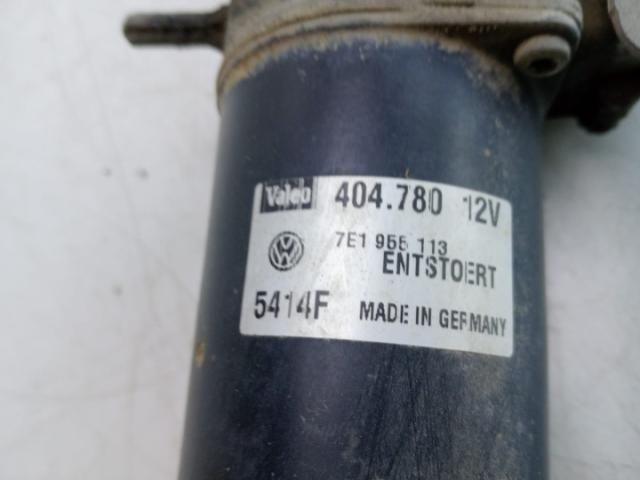 Valeo 404.780 12V
7E1 955 113
ENTSTOERT
5414F MADE IN GERMANY